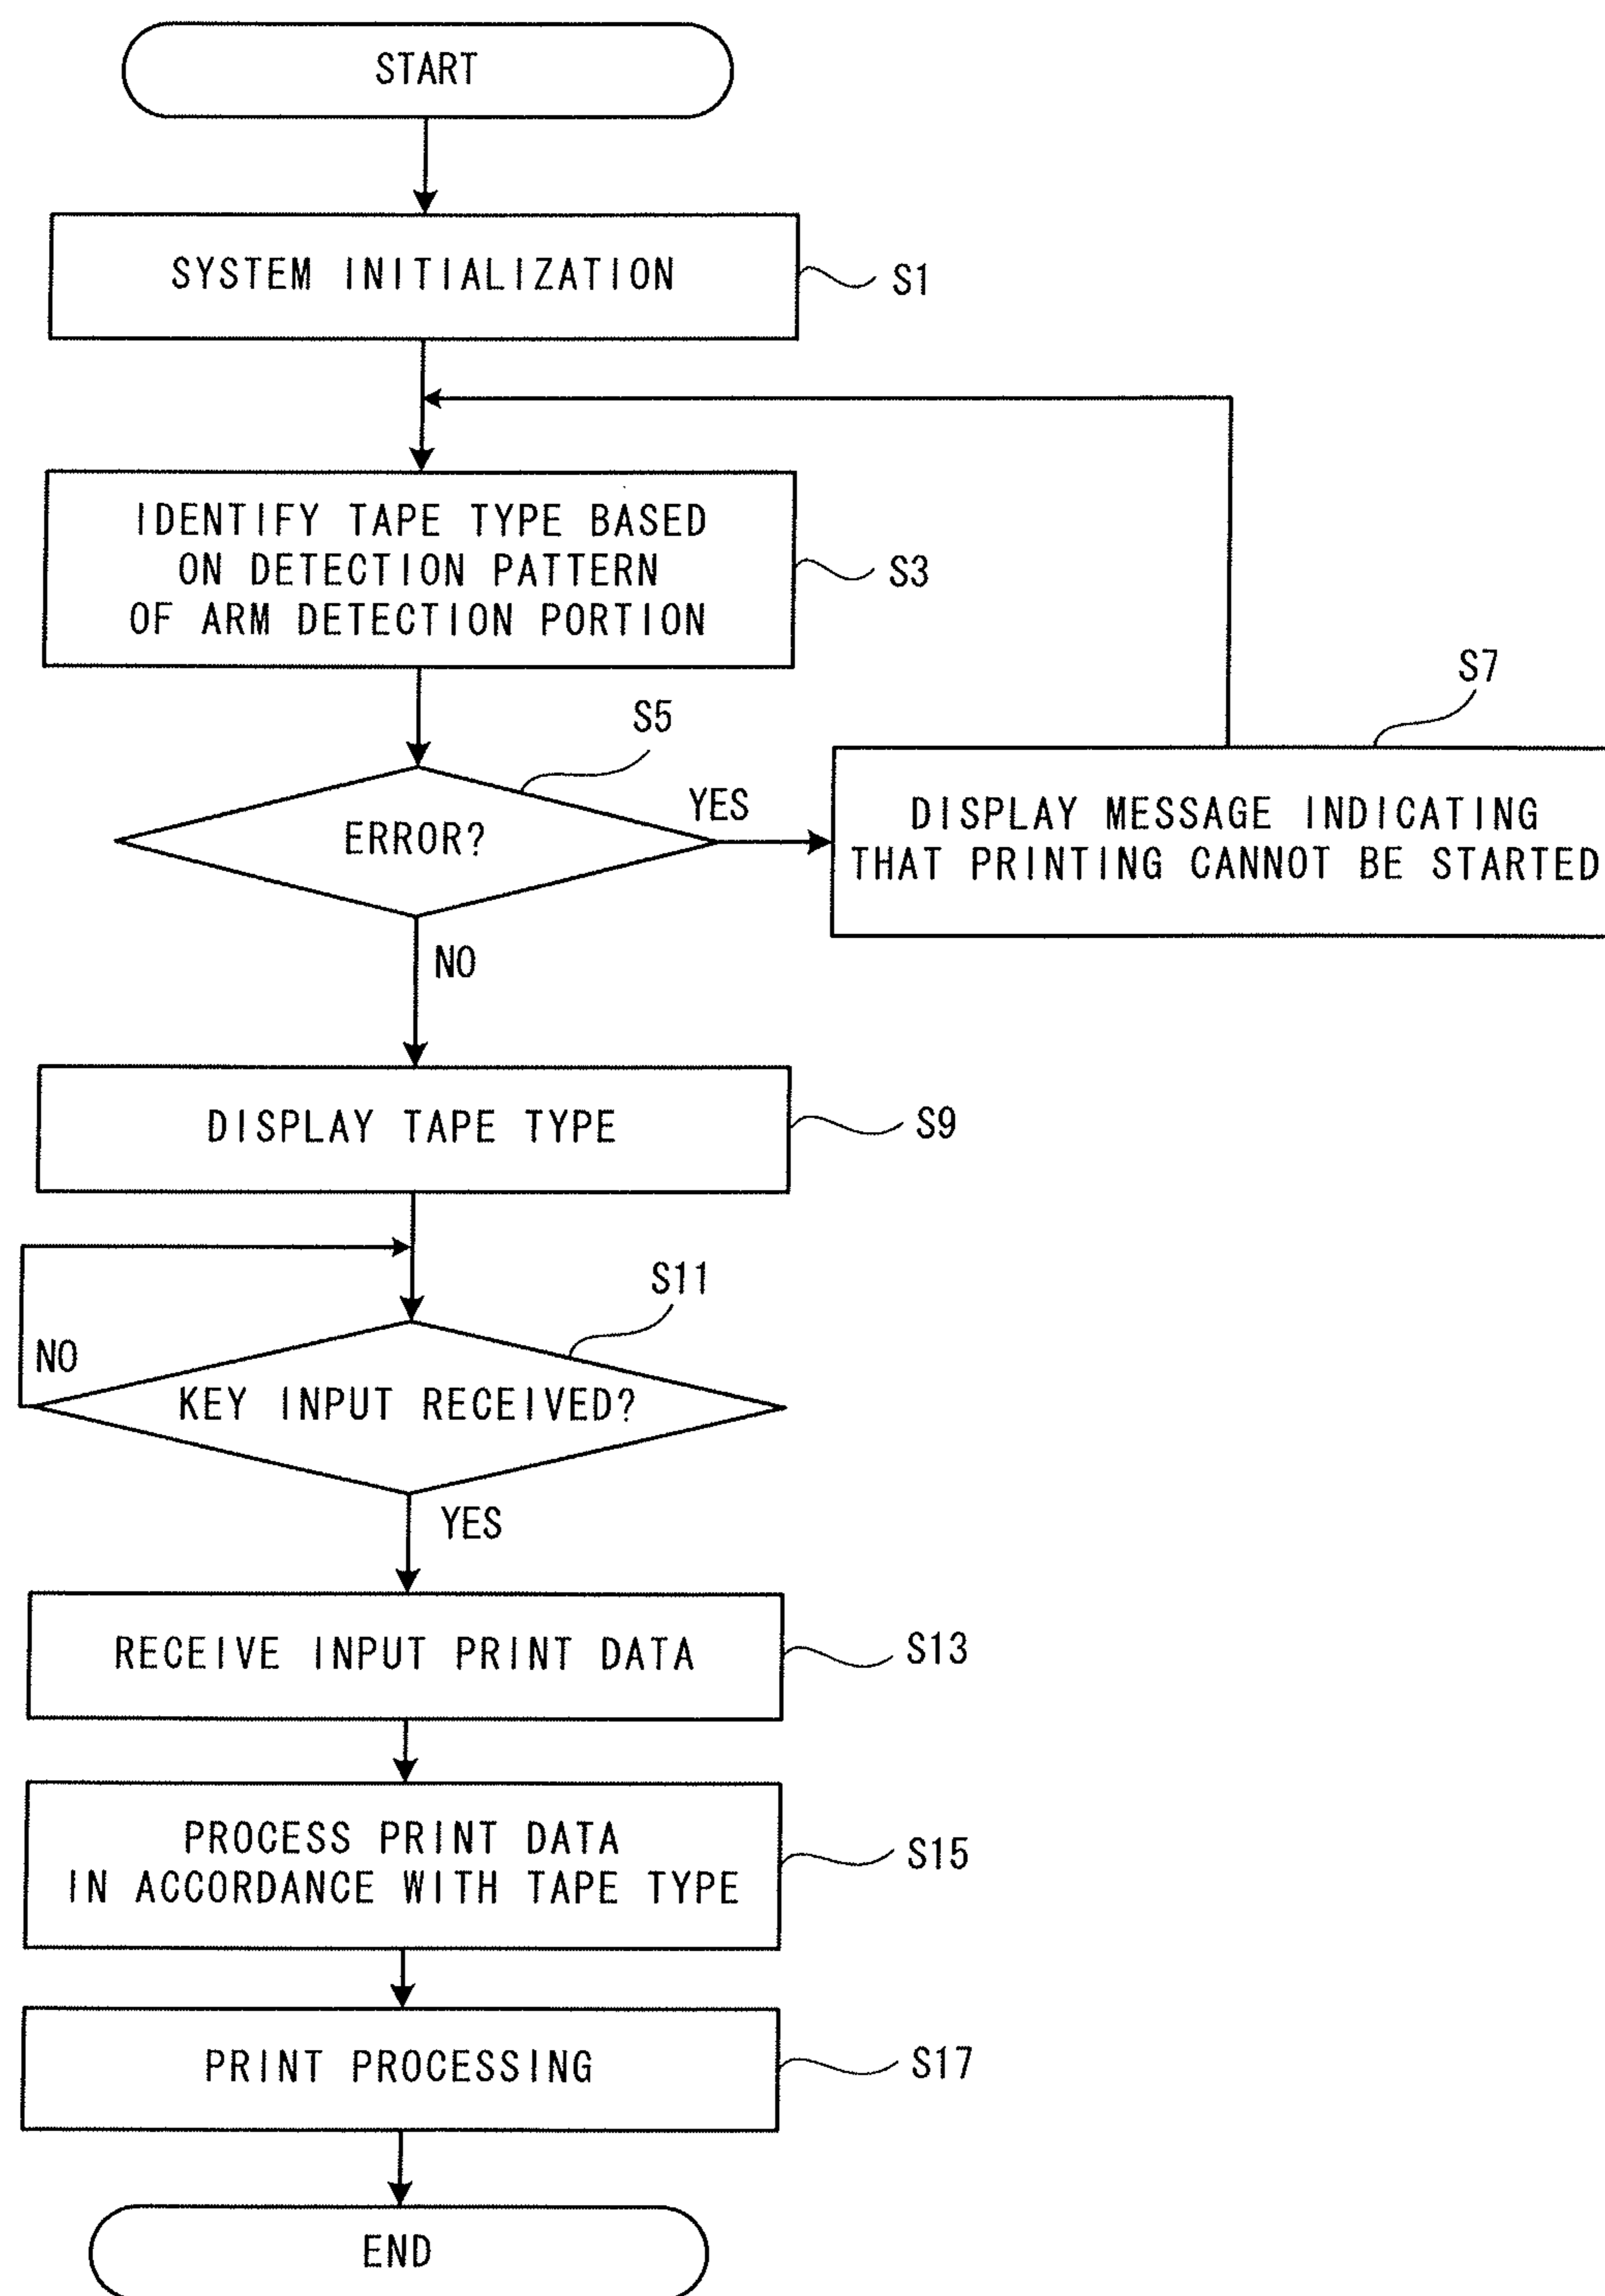 START
SYSTEM INITIALIZATION
S1
IDENTIFY TAPE TYPE BASED
ON DETECTION PATTERN
OF ARM DETECTION PORTION
S3
S5
ERROR?
YES
NO
S7
DISPLAY MESSAGE INDICATING
THAT PRINTING CANNOT BE STARTED
DISPLAY TAPE TYPE
S9
S11
NO
KEY INPUT RECEIVED?
YES
RECEIVE INPUT PRINT DATA
S13
PROCESS PRINT DATA
IN ACCORDANCE WITH TAPE TYPE
S15
PRINT PROCESSING
S17
END